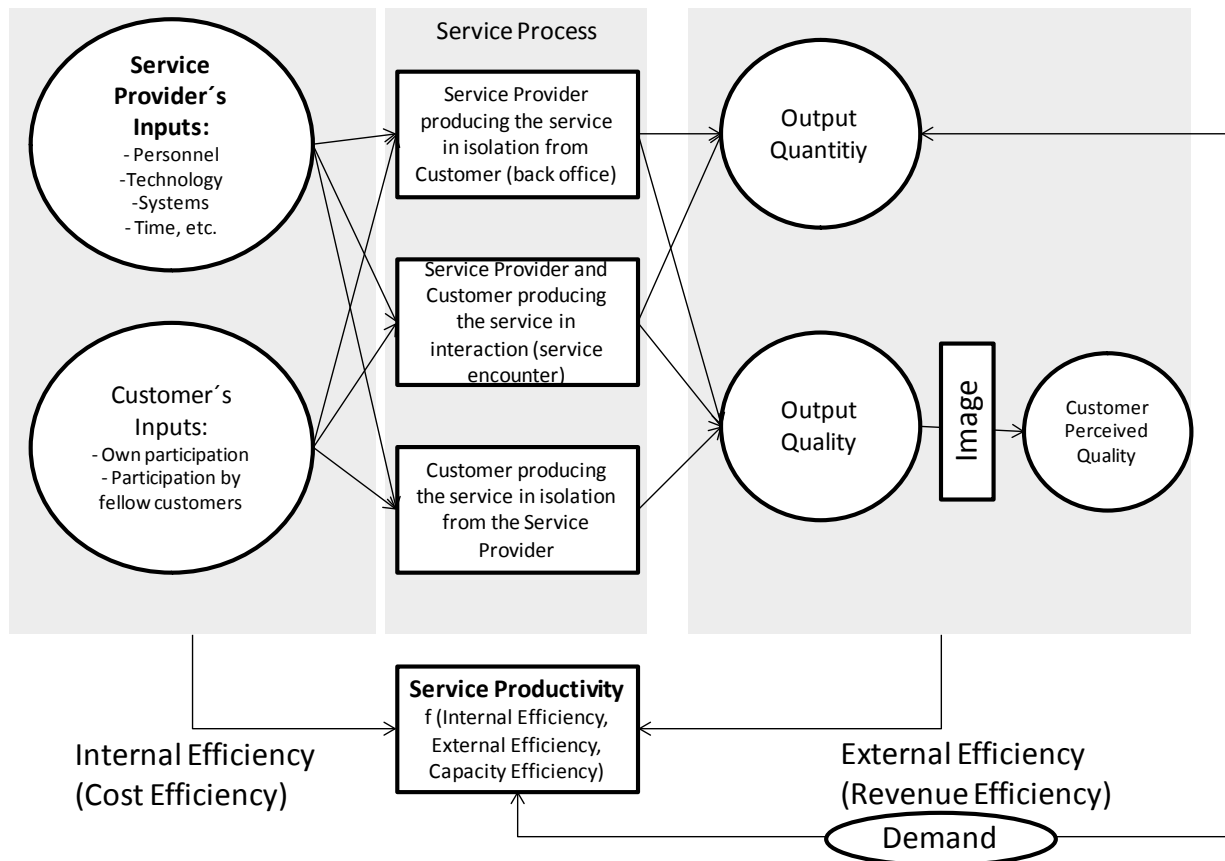 Service
Provider´s
Inputs:
- Personnel
-Technology
-Systems
- Time, etc.
Customer´s
Inputs:
- Own participation
- Participation by
fellow customers
Service Process
Service Provider
producing the service
in isolation from
Customer (back office)
Service Provider and
Customer producing
the service in
interaction (service
encounter)
Customer producing
the service in isolation
from the Service
Provider
Output
Quantitiy
Output
Quality
Image
Customer
Perceived
Quality
Service Productivity
f (Internal Efficiency,
External Efficiency,
Capacity Efficiency)
Internal Efficiency
(Cost Efficiency)
External Efficiency
(Revenue Efficiency)
Demand